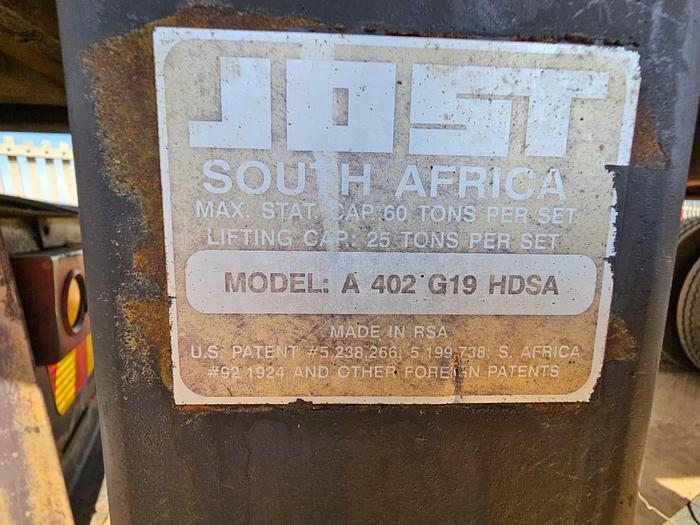 JOST
SOUTH AFRICA
MAX. STAT. CAP 60 TONS PER SET
LIFTING CAP.: 25 TONS PER SET
MODEL: A 402 G19 HDSA
MADE IN RSA
U.S. PATENT #5.238.266; 5.199.738; S. AFRICA
#92 1924 AND OTHER FOREIGN PATENTS